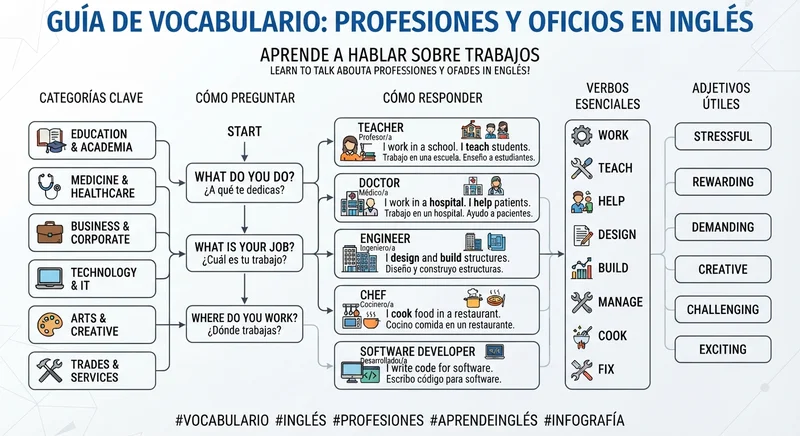 GUÍA DE VOCABULARIO: PROFESIONES Y OFICIOS EN INGLÉS
APRENDE A HABLAR SOBRE TRABAJOS
LEARN TO TALK ABOUTA PROFESSIONES Y OFADES IN ENGLÉS!
CATEGORÍAS CLAVE
EDUCATION
& ACADEMIA
MEDICINE &
HEALTHCARE
BUSINESS &
CORPORATE
TECHNOLOGY
& IT
ARTS &
CREATIVE
TRADES &
SERVICES
CÓMO PREGUNTAR
START
WHAT DO YOU DO?
¿A qué te dedicas?
WHAT IS YOUR JOB?
¿Cuál es tu trabajo?
WHERE DO YOU WORK?
¿Dónde trabajas?
CÓMO RESPONDER
TEACHER
Profesor/a
I work in a school. I teach students.
Trabajo en una escuela. Enseño a estudiantes.
DOCTOR
Médico/a
I work in a hospital. I help patients.
Trabajo en un hospital. Ayudo a pacientes.
ENGINEER
Ingeniero/a
I design and build structures.
Diseño y construyo estructuras.
CHEF
Cocinero/a
I cook food in a restaurant.
Cocino comida en un restaurante.
SOFTWARE DEVELOPER
Desarrollado/a
I write code for software.
Escribo código para software.
VERBOS
ESENCIALES
WORK
TEACH
HELP
DESIGN
BUILD
MANAGE
COOK
FIX
ADJETIVOS
ÚTILES
STRESSFUL
REWARDING
DEMANDING
CREATIVE
CHALLENGING
EXCITING
#VOCABULARIO #INGLÉS #PROFESIONES #APRENDEINGLÉS #INFOGRAFÍA